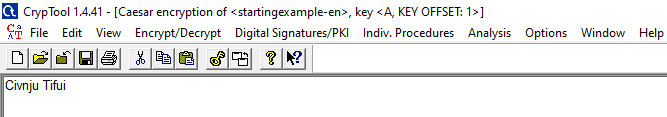 CrypTool 1.4.41 - [Caesar encryption of <startingexample-en>, key <A, KEY OFFSET: 1>]
File Edit View Encrypt/Decrypt Digital Signatures/PKI Indiv. Procedures Analysis Options Window Help
Civnju Tifui